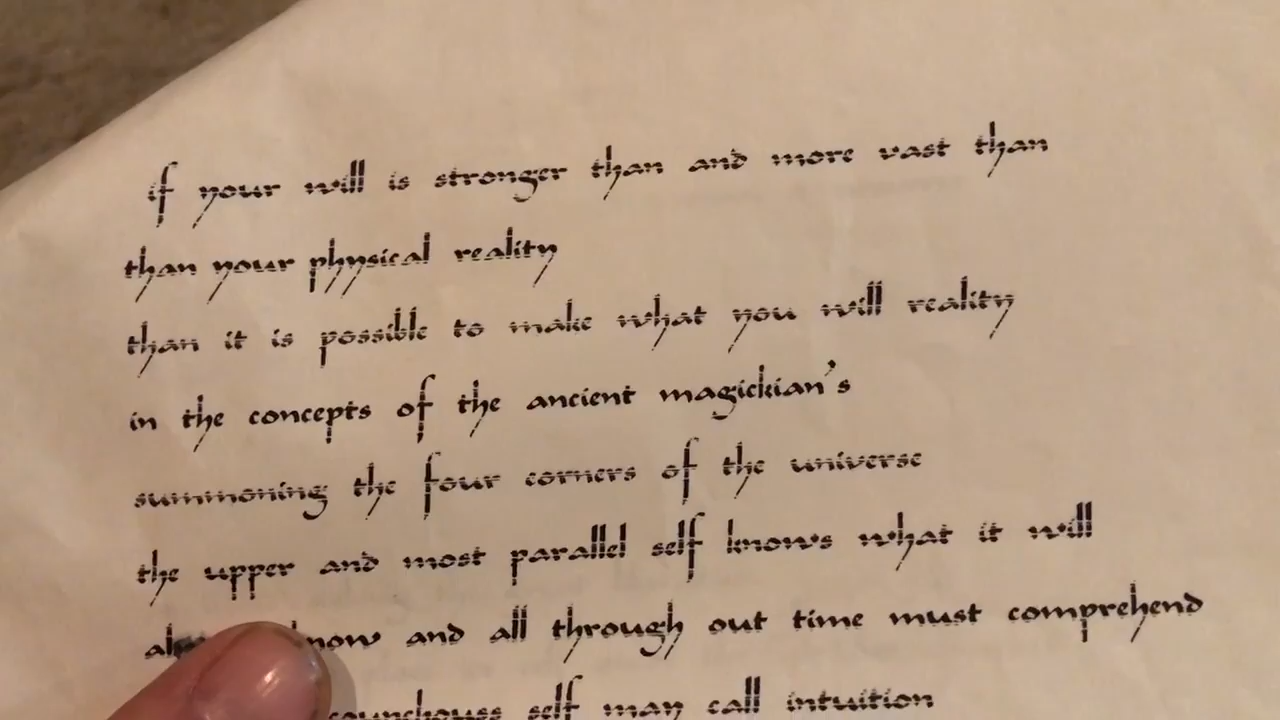 if your will is stronger than and more vast than
than your physical reality
than it is possible to make what you will reality
in the concepts of the ancient magickian's
summoning the four corners of the universe
the upper and most parallel self knows what it will
know and all through out time must comprehend
self may call intuition